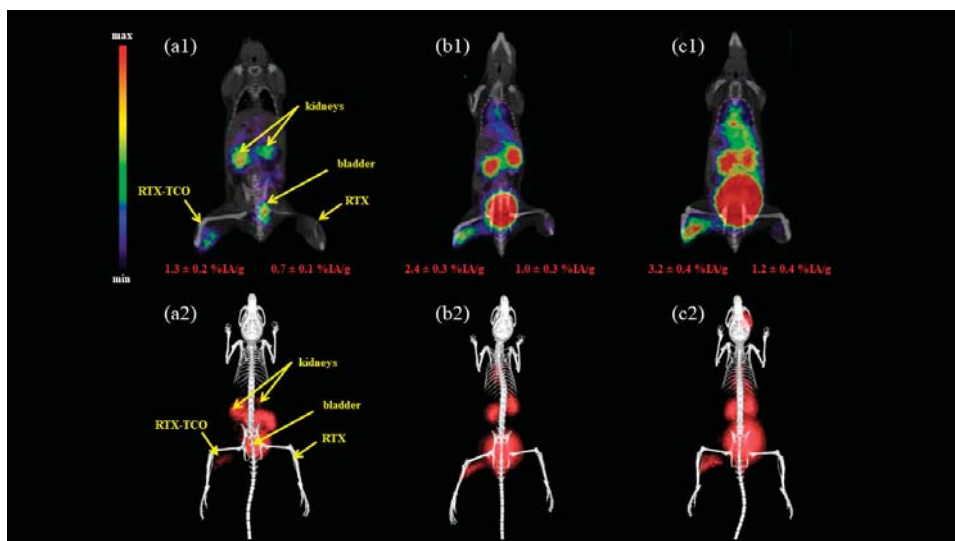 max
(a1)
(b1)
(c1)
kidneys
bladder
RTX-TCO
RTX
min
1.3 ± 0.2 %IA/g
0.7 ± 0.1 %IA/g
2.4 ± 0.3 %IA/g
1.0 ± 0.3 %IA/g
3.2 ± 0.4 %IA/g
1.2 ± 0.4 %IA/g
(a2)
(b2)
(c2)
kidneys
bladder
RTX-TCO
RTX